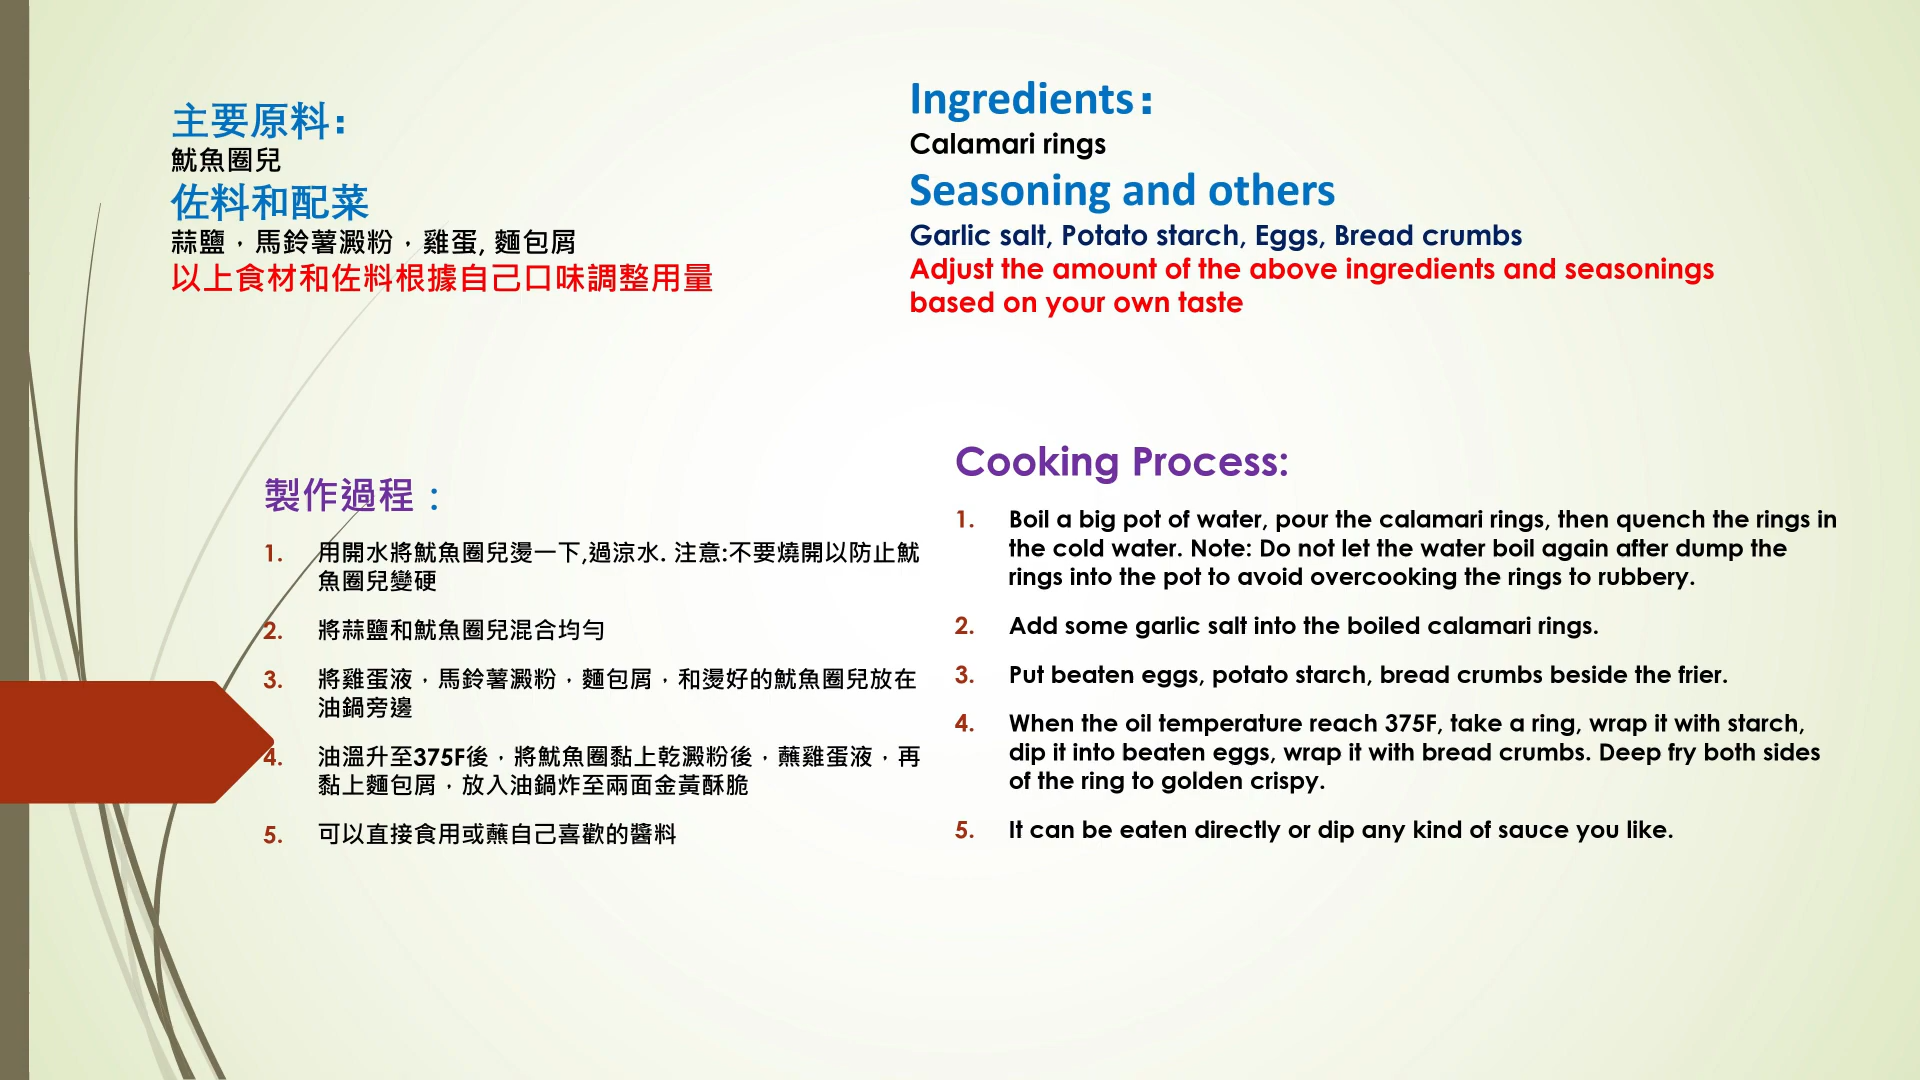 主要原料:
魷魚圈兒
佐料和配菜
蒜鹽，馬鈴薯澱粉，雞蛋, 麵包屑
以上食材和佐料根據自己口味調整用量
Ingredients:
Calamari rings
Seasoning and others
Garlic salt, Potato starch, Eggs, Bread crumbs
Adjust the amount of the above ingredients and seasonings
based on your own taste
製作過程：
1. 用開水將魷魚圈兒燙一下,過涼水. 注意:不要燒開以防止魷
魚圈兒變硬
2. 將蒜鹽和魷魚圈兒混合均勻
3. 將雞蛋液，馬鈴薯澱粉，麵包屑，和燙好的魷魚圈兒放在
油鍋旁邊
4. 油溫升至375F後，將魷魚圈黏上乾澱粉後，蘸雞蛋液，再
黏上麵包屑，放入油鍋炸至兩面金黃酥脆
5. 可以直接食用或蘸自己喜歡的醬料
Cooking Process:
1. Boil a big pot of water, pour the calamari rings, then quench the rings in
the cold water. Note: Do not let the water boil again after dump the
rings into the pot to avoid overcooking the rings to rubbery.
2. Add some garlic salt into the boiled calamari rings.
3. Put beaten eggs, potato starch, bread crumbs beside the frier.
4. When the oil temperature reach 375F, take a ring, wrap it with starch,
dip it into beaten eggs, wrap it with bread crumbs. Deep fry both sides
of the ring to golden crispy.
5. It can be eaten directly or dip any kind of sauce you like.